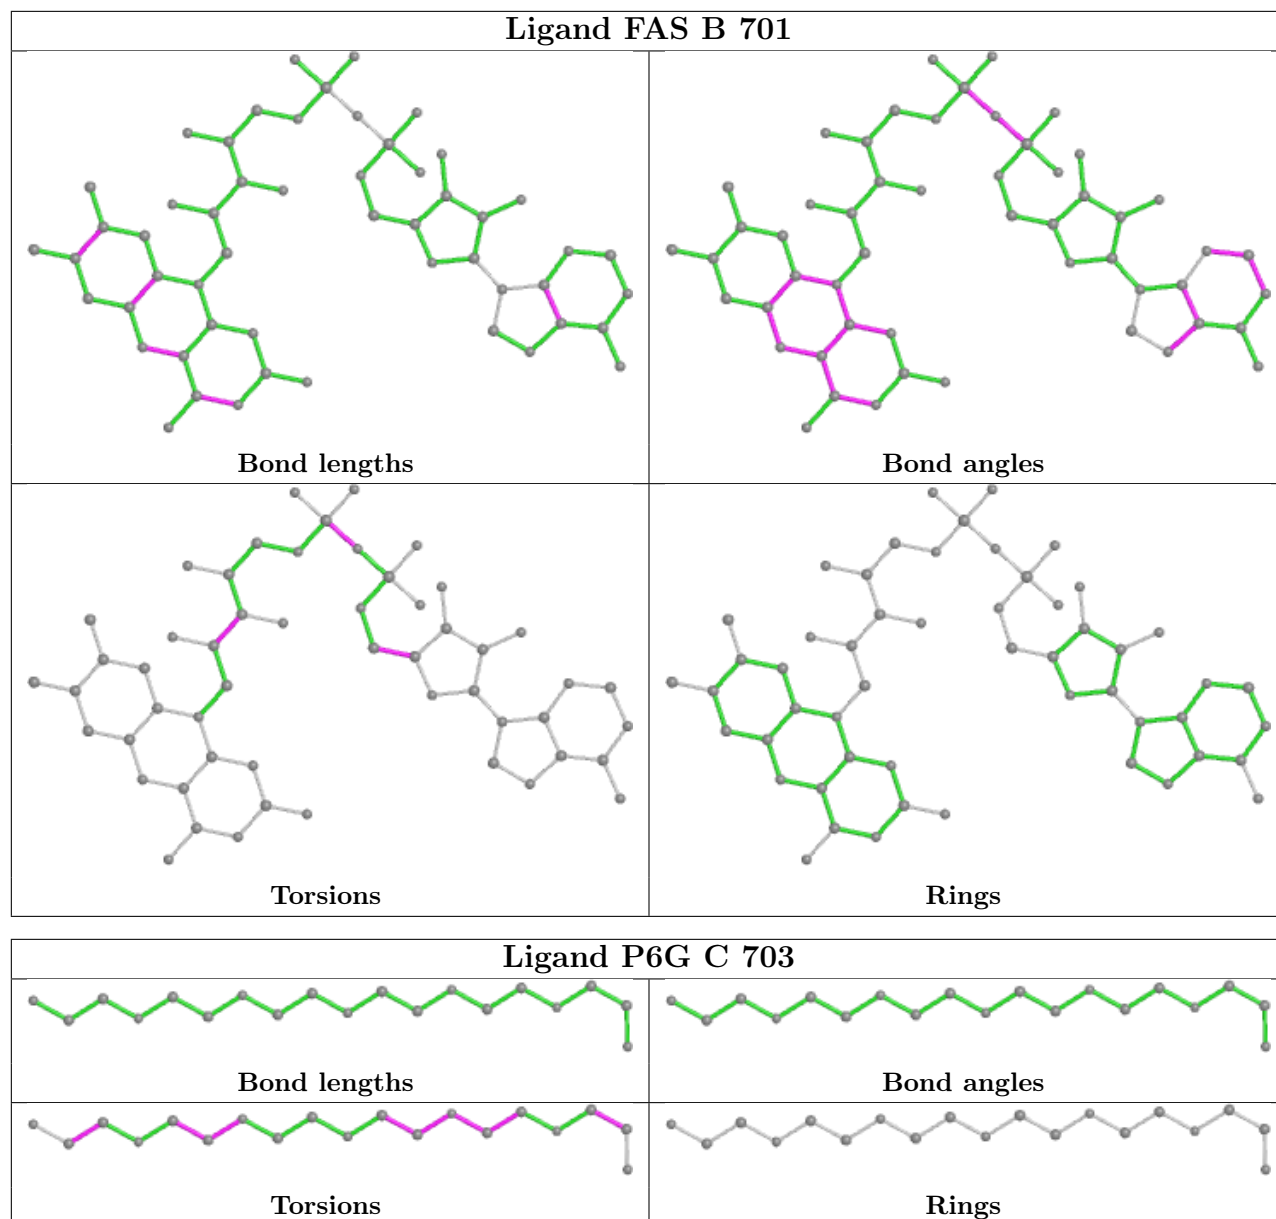 Ligand FAS B 701
Bond lengths
Bond angles
Torsions
Rings
Ligand P6G C 703
Bond lengths
Bond angles
Torsions
Rings